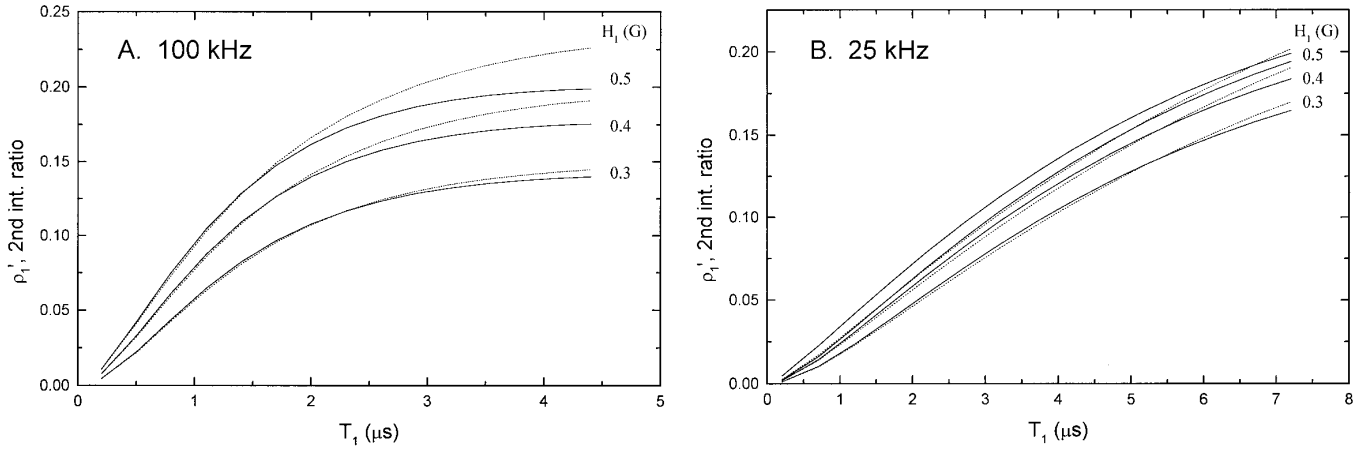 A. 100 kHz
H₁ (G)
0.5
0.4
0.3
0.25
0.20
0.15
0.10
0.05
0.00
ρ₁', 2nd int. ratio
0 1 2 3 4 5
T₁ (μs)
B. 25 kHz
H₁ (G)
0.5
0.4
0.3
0.20
0.15
0.10
0.05
0.00
ρ₁', 2nd int. ratio
0 1 2 3 4 5 6 7 8
T₁ (μs)